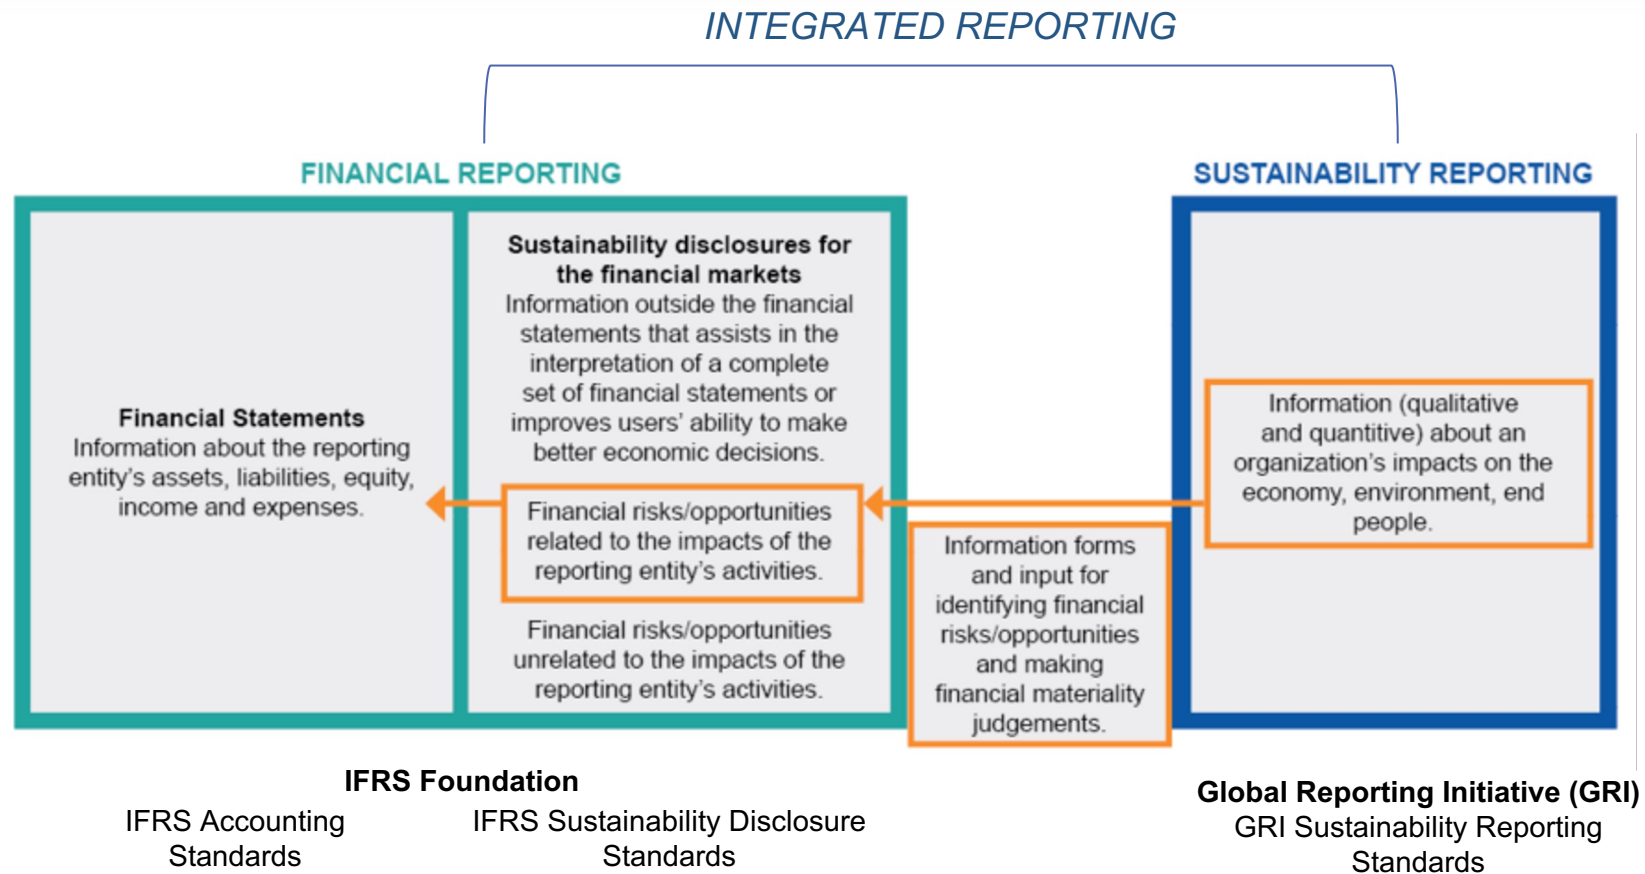 INTEGRATED REPORTING
FINANCIAL REPORTING
SUSTAINABILITY REPORTING
Financial Statements
Information about the reporting
entity's assets, liabilities, equity,
income and expenses.
Sustainability disclosures for
the financial markets
Information outside the financial
statements that assists in the
interpretation of a complete
set of financial statements or
improves users' ability to make
better economic decisions.
Financial risks/opportunities
related to the impacts of the
reporting entity's activities.
Financial risks/opportunities
unrelated to the impacts of the
reporting entity's activities.
Information forms
and input for
identifying financial
risks/opportunities
and making
financial materiality
judgements.
Information (qualitative
and quantitive) about an
organization's impacts on the
economy, environment, end
people.
IFRS Foundation
IFRS Accounting
Standards
IFRS Sustainability Disclosure
Standards
Global Reporting Initiative (GRI)
GRI Sustainability Reporting
Standards